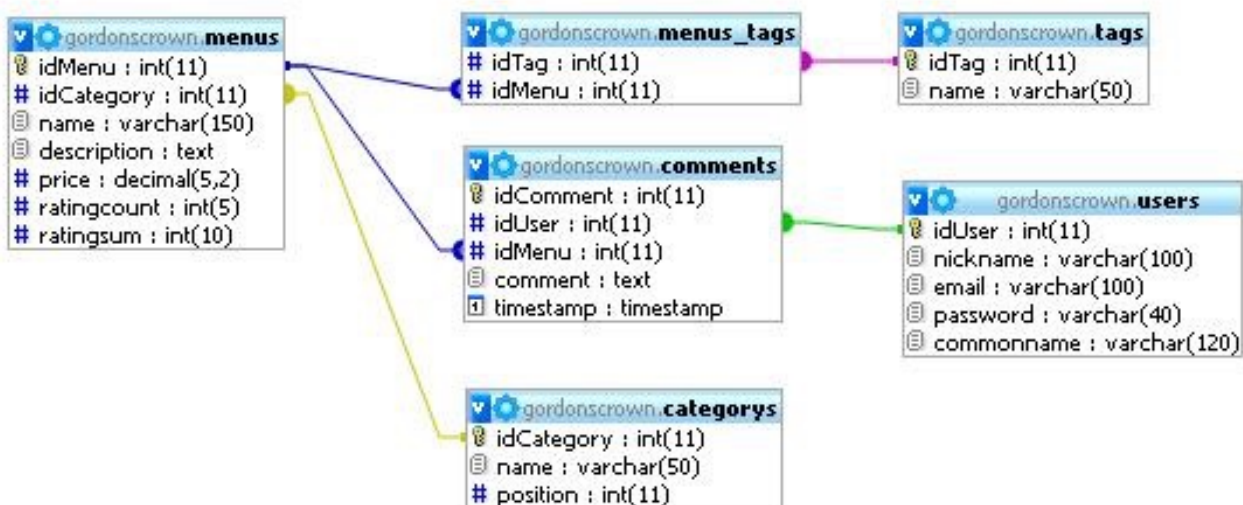 gordonscrown.menus
idMenu : int(11)
# idCategory : int(11)
name : varchar(150)
description : text
# price : decimal(5,2)
# ratingcount : int(5)
# ratingsum : int(10)
gordonscrown.menus_tags
# idTag : int(11)
# idMenu : int(11)
gordonscrown.tags
idTag : int(11)
name : varchar(50)
gordonscrown.comments
idComment : int(11)
# idUser : int(11)
# idMenu : int(11)
comment : text
timestamp : timestamp
gordonscrown.users
idUser : int(11)
nickname : varchar(100)
email : varchar(100)
password : varchar(40)
commonname : varchar(120)
gordonscrown.categorys
idCategory : int(11)
name : varchar(50)
# position : int(11)